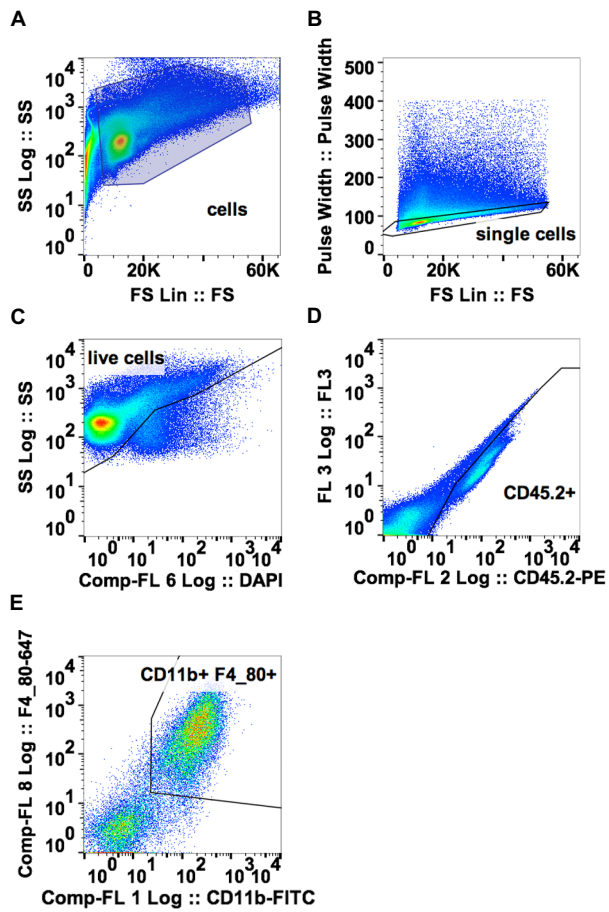 A
SS Log :: SS
10^4
10^3
10^2
10^1
10^0
cells
0
20K
60K
FS Lin :: FS
B
Pulse Width :: Pulse Width
500
400
300
200
100
0
single cells
0
20K
60K
FS Lin :: FS
C
SS Log :: SS
10^4
10^3
10^2
10^1
10^0
live cells
10^0
10^1
10^2
10^3
10^4
Comp-FL 6 Log :: DAPI
D
FL 3 Log :: FL3
10^4
10^3
10^2
10^1
10^0
CD45.2+
10^0
10^1
10^2
10^3
10^4
Comp-FL 2 Log :: CD45.2-PE
E
Comp-FL 8 Log :: F4_80-647
10^4
10^3
10^2
10^1
10^0
CD11b+ F4_80+
10^0
10^1
10^2
10^3
10^4
Comp-FL 1 Log :: CD11b-FITC